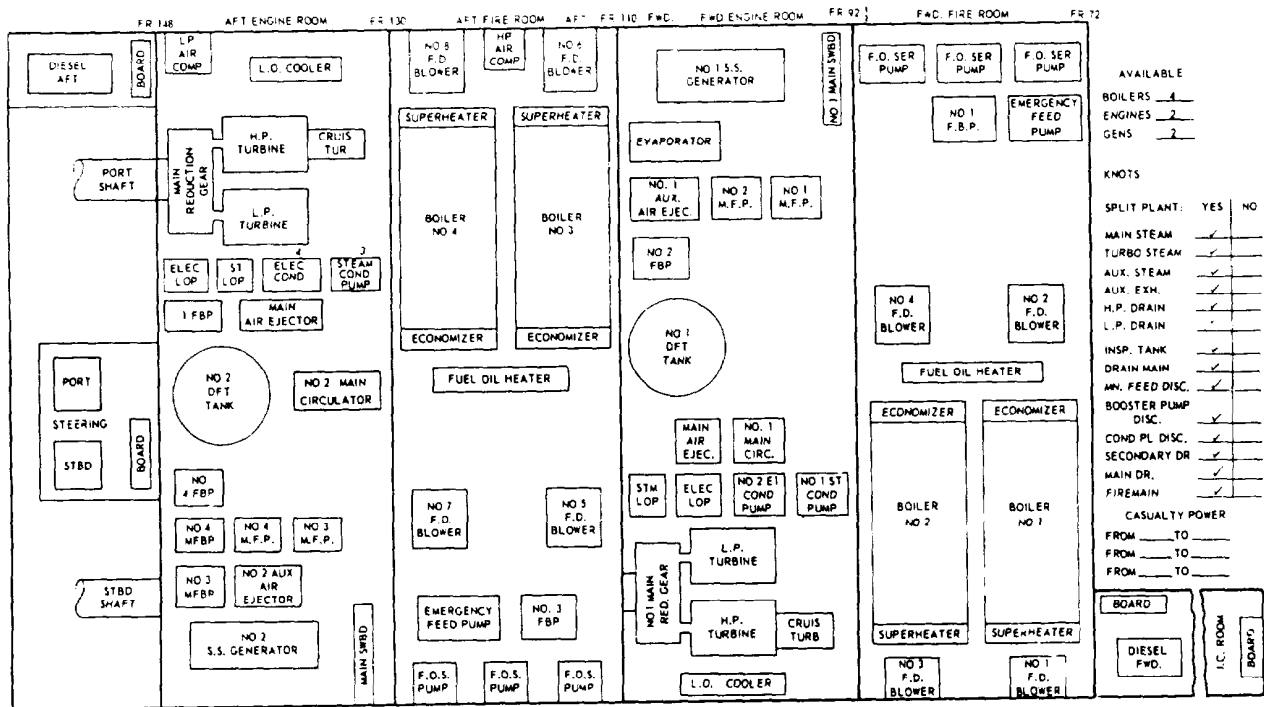 FR 148 AFT ENGINE ROOM FR 130 AFT FIRE ROOM AFT FR 110 FWD. FWD ENGINE ROOM FR 92 ½ FWD. FIRE ROOM FR 72
DIESEL
AFT
BOARD
PORT
SHAFT
PORT
STEERING
STBD
BOARD
STBD
SHAFT
LP
AIR
COMP
L.O. COOLER
MAIN
REDUCTION
GEAR
H.P.
TURBINE
CRUIS
TUR
L.P.
TURBINE
ELEC
LOP
ST
LOP
4
ELEC
COND
3
STEAM
COND
PUMP
1 FBP
MAIN
AIR EJECTOR
NO 2
DFT
TANK
NO 2 MAIN
CIRCULATOR
NO
4 FBP
NO 4
MFBP
NO 4
M.F.P.
NO 3
M.F.P.
NO 3
MFBP
NO 2 AUX
AIR
EJECTOR
NO 2
S.S. GENERATOR
MAIN SWBD
NO 8
F.D.
BLOWER
HP
AIR
COMP
NO 6
F.D.
BLOWER
SUPERHEATER
BOILER
NO 4
ECONOMIZER
SUPERHEATER
BOILER
NO 3
ECONOMIZER
FUEL OIL HEATER
NO 7
F.D.
BLOWER
NO 5
F.D.
BLOWER
EMERGENCY
FEED PUMP
NO. 3
FBP
F.O.S.
PUMP
F.O.S.
PUMP
F.O.S.
PUMP
NO 1 S.S.
GENERATOR
NO 1 MAIN SWBD
EVAPORATOR
NO. 1
AUX.
AIR EJEC.
NO 2
M.F.P.
NO 1
M.F.P.
NO 2
FBP
NO 1
DFT
TANK
MAIN
AIR
EJEC.
NO. 1
MAIN
CIRC.
STM
LOP
ELEC
LOP
NO 2 E1
COND
PUMP
NO 1 ST
COND
PUMP
NO 1 MAIN
RED. GEAR
L.P.
TURBINE
H.P.
TURBINE
CRUIS
TURB
L.O. COOLER
F.O. SER
PUMP
F.O. SER
PUMP
F.O. SER
PUMP
NO 1
F.B.P.
EMERGENCY
FEED
PUMP
NO 4
F.D.
BLOWER
NO 2
F.D.
BLOWER
FUEL OIL HEATER
ECONOMIZER
BOILER
NO 2
SUPERHEATER
ECONOMIZER
BOILER
NO 1
SUPERHEATER
NO 3
F.D.
BLOWER
NO 1
F.D.
BLOWER
AVAILABLE
BOILERS 4
ENGINES 2
GENS 2
KNOTS
SPLIT PLANT: YES NO
MAIN STEAM ✓
TURBO STEAM ✓
AUX. STEAM ✓
AUX. EXH. ✓
H.P. DRAIN ✓
L.P. DRAIN
INSP. TANK ✓
DRAIN MAIN ✓
MN. FEED DISC. ✓
BOOSTER PUMP
DISC. ✓
COND PL DISC. ✓
SECONDARY DR ✓
MAIN DR. ✓
FIREMAIN ✓
CASUALTY POWER
FROM ____ TO ____
FROM ____ TO ____
FROM ____ TO ____
BOARD
DIESEL
FWD.
I.C. ROOM
BOARD